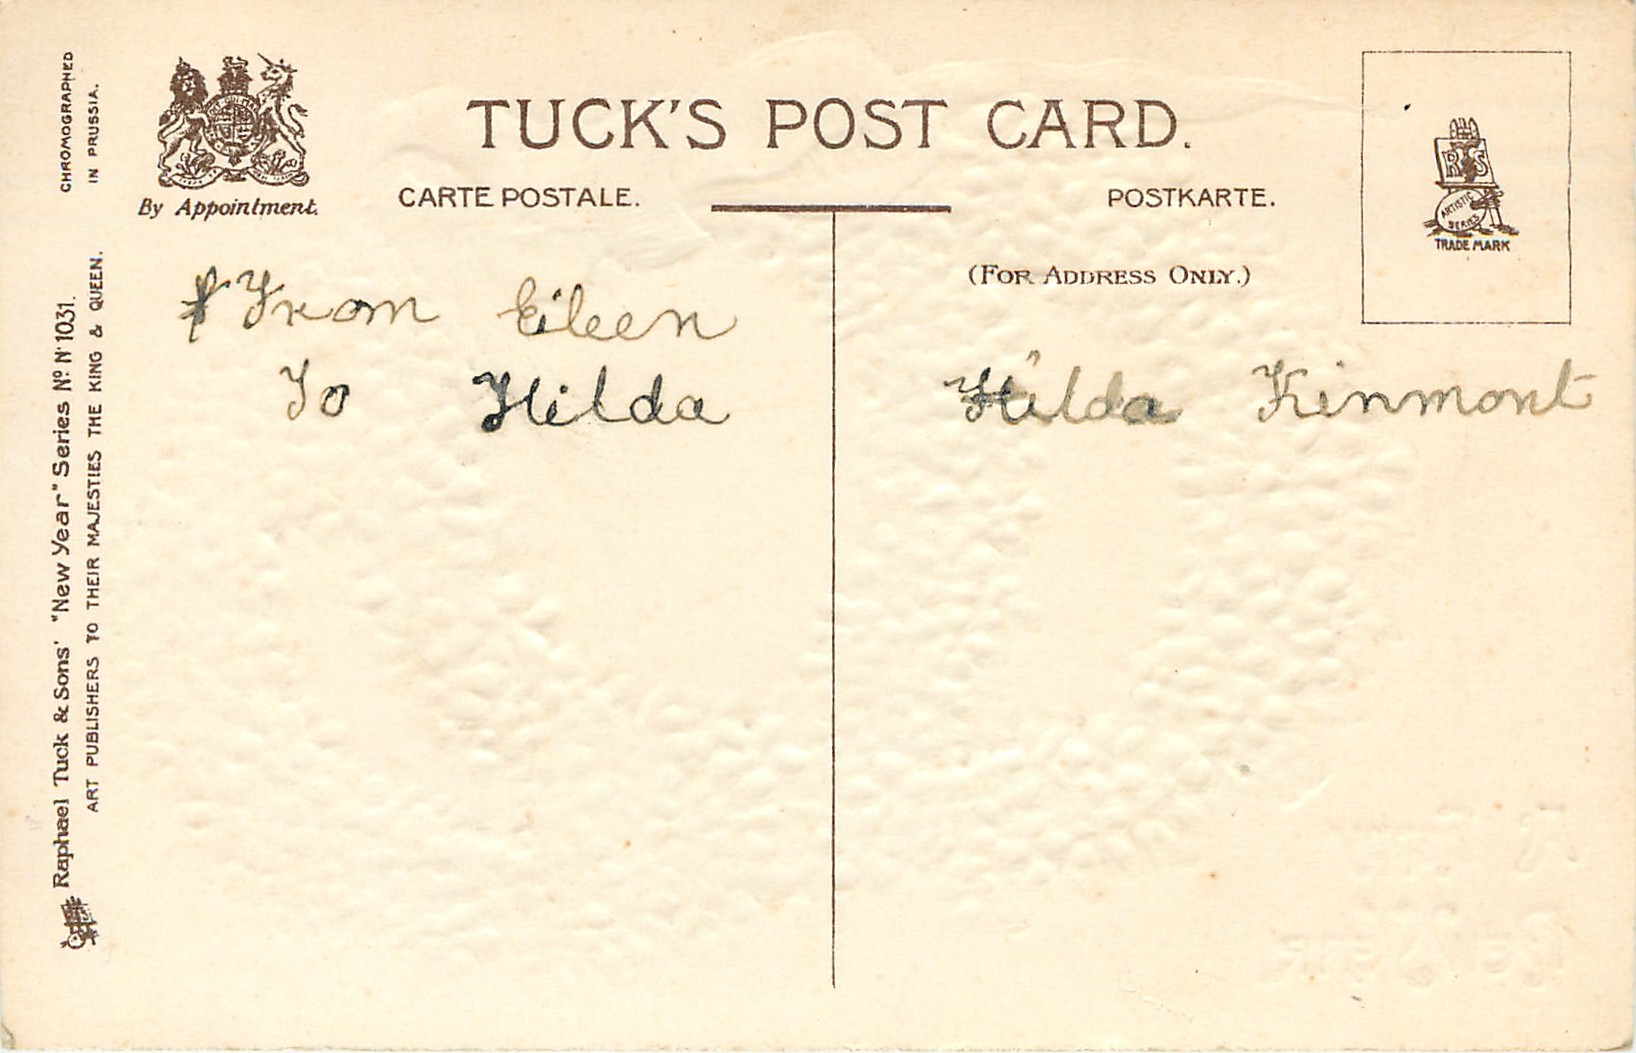 CHROMOGRAPHED
IN PRUSSIA.
By Appointment.
TUCK'S POST CARD.
CARTE POSTALE.
POSTKARTE.
(FOR ADDRESS ONLY.)
R S
ARTISTIC
SERIES
TRADE MARK
From Eileen
To Hilda
Hilda Kinmont
Raphael Tuck & Sons' "New Year" Series No. 1031.
ART PUBLISHERS TO THEIR MAJESTIES THE KING & QUEEN.